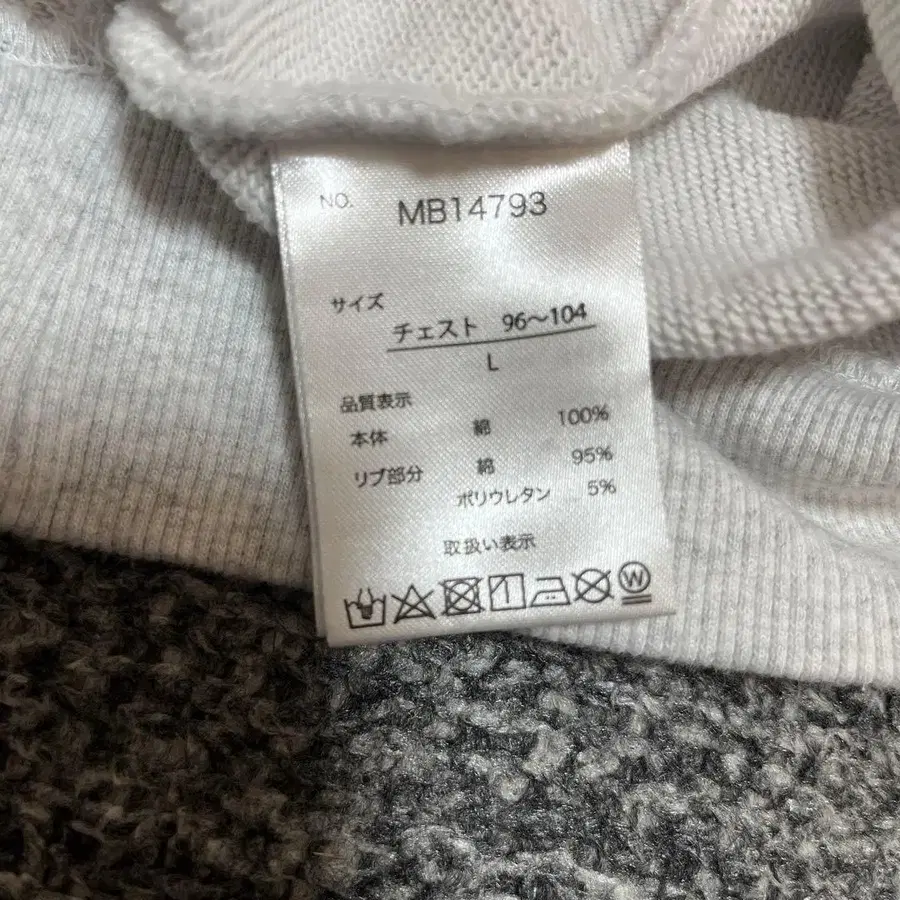 NO. MB14793
サイズ
チェスト 96〜104
L
品質表示
本体 綿 100%
リブ部分 綿 95%
ポリウレタン 5%
取扱い表示
W